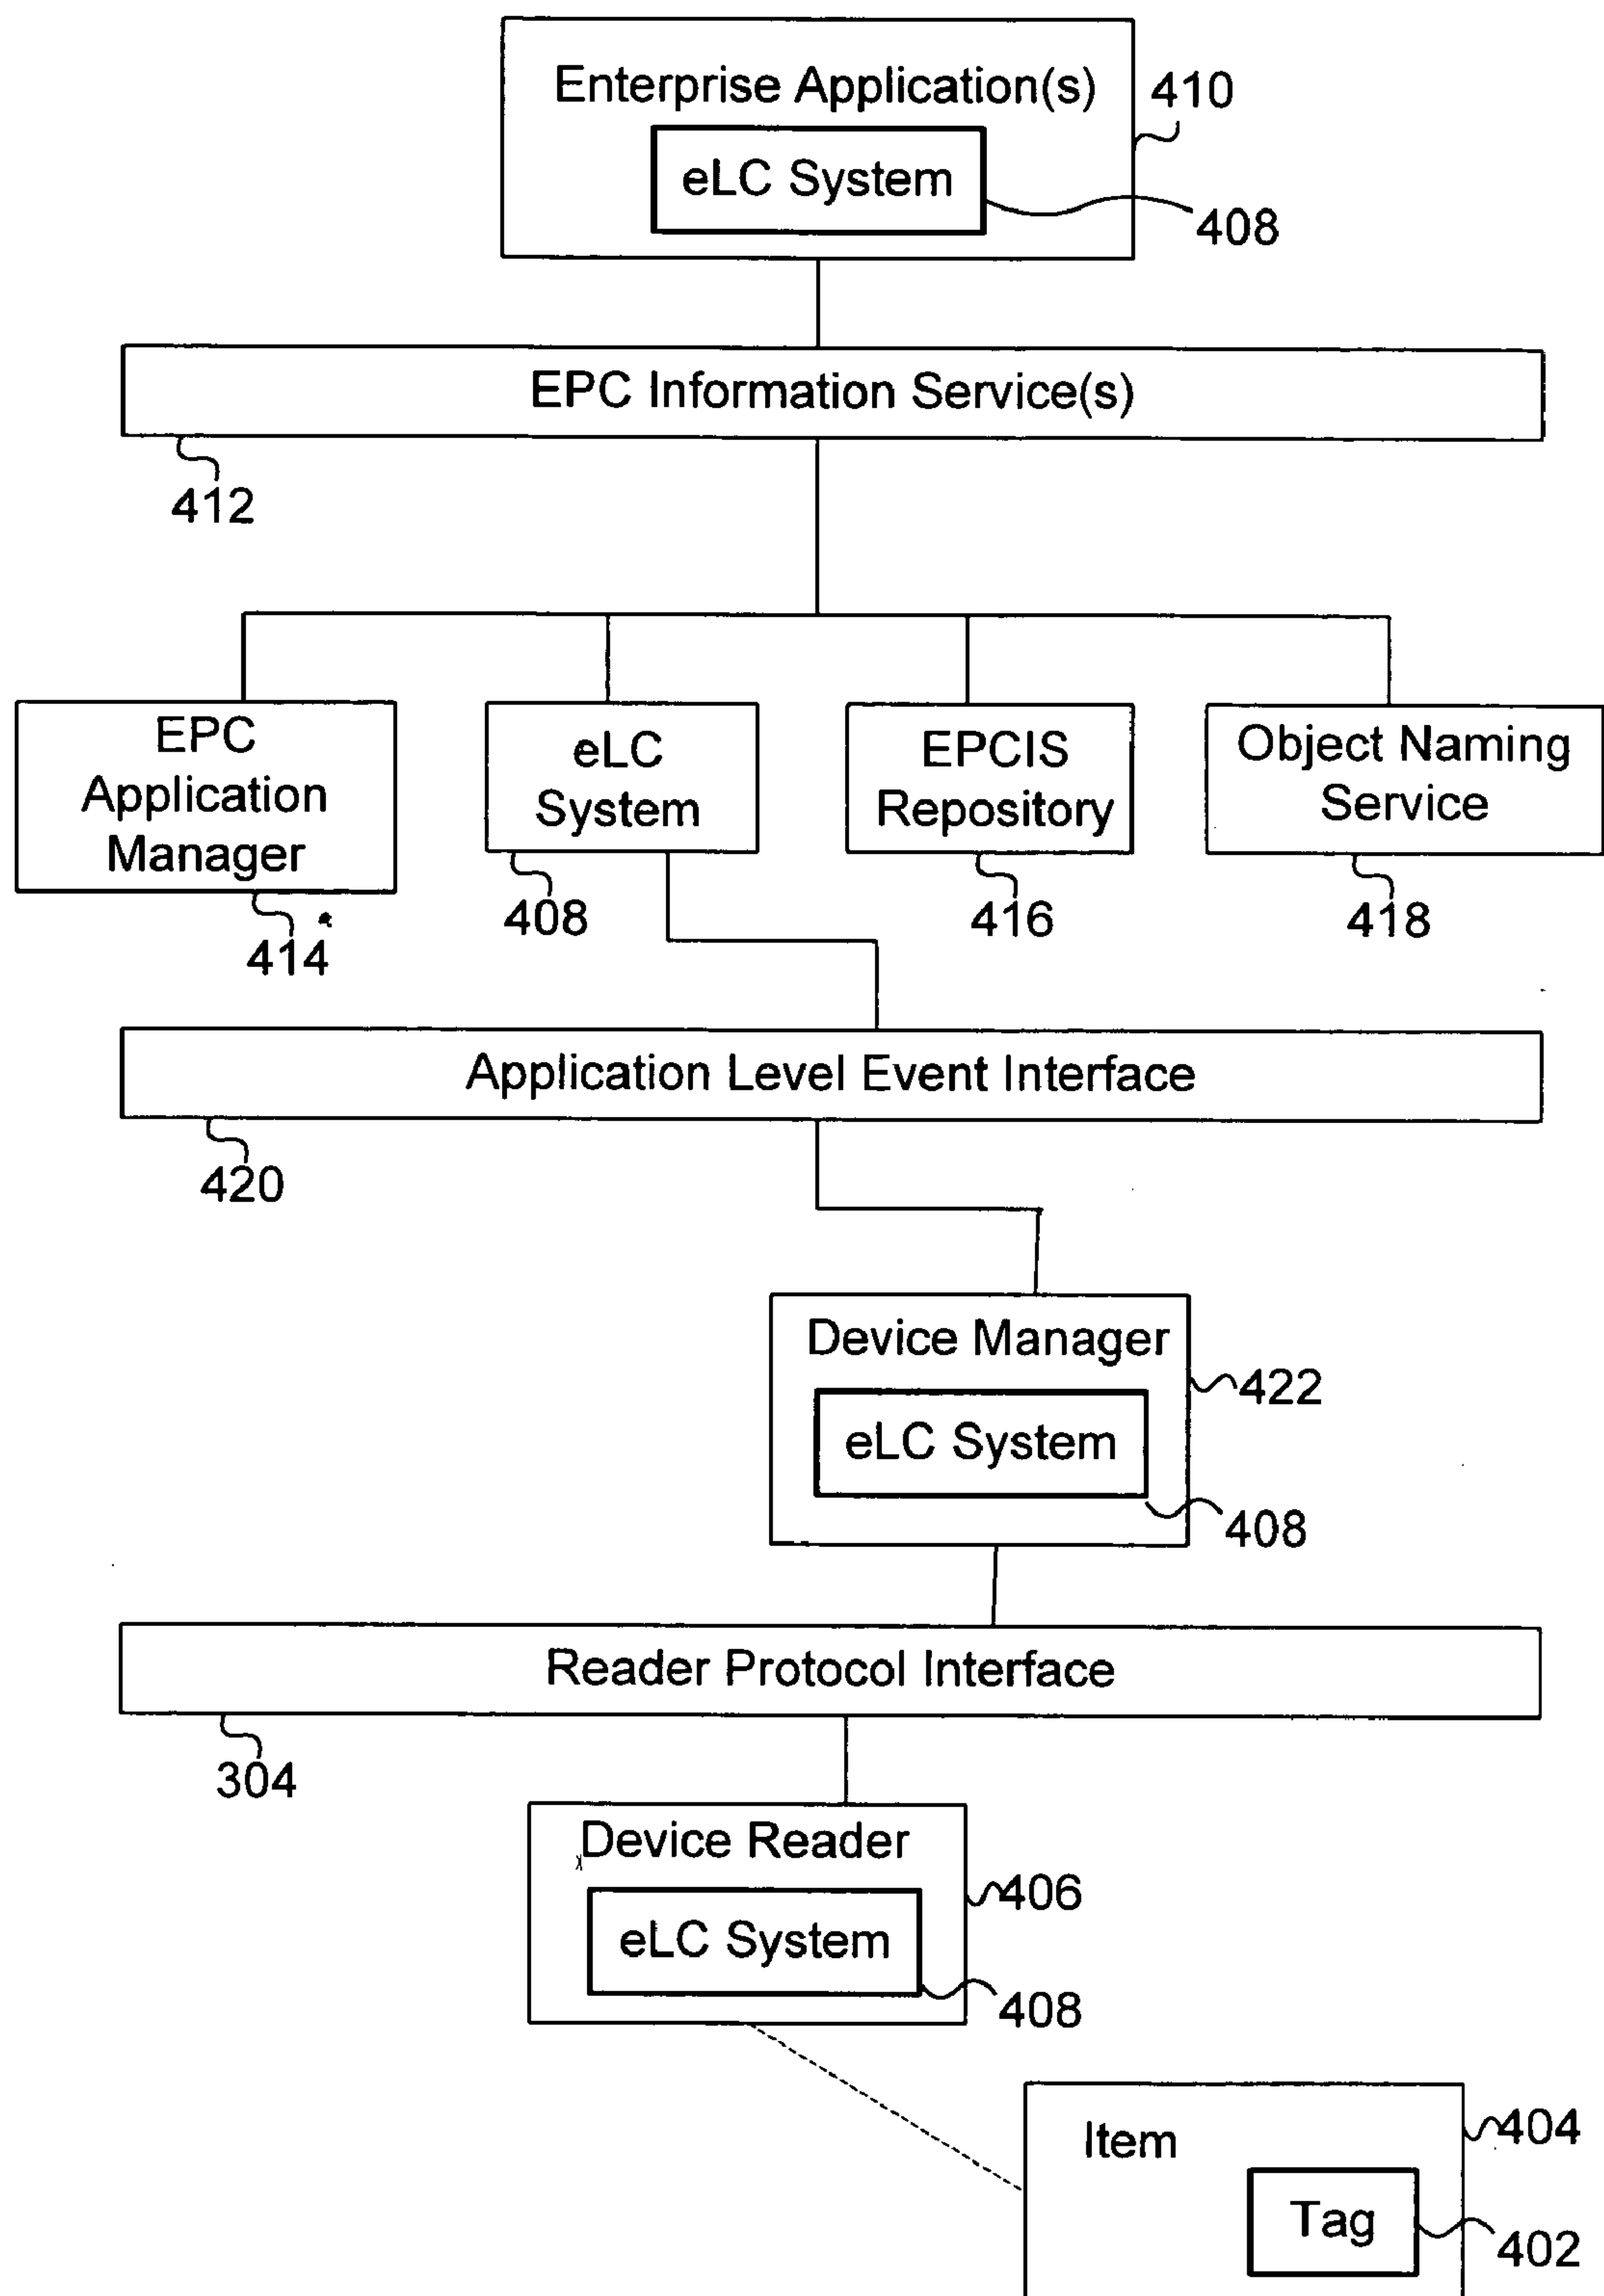 Enterprise Application(s)
410
eLC System
408
EPC Information Service(s)
412
EPC
Application
Manager
414
eLC
System
408
EPCIS
Repository
416
Object Naming
Service
418
Application Level Event Interface
420
Device Manager
422
eLC System
408
Reader Protocol Interface
304
Device Reader
406
eLC System
408
Item
404
Tag
402